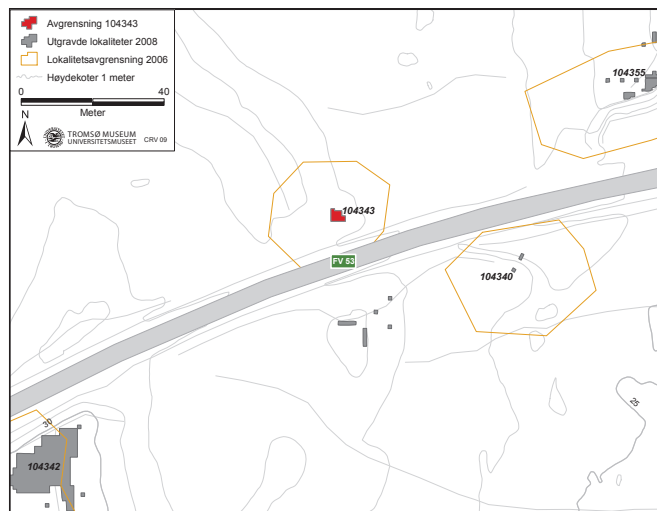 Avgrensning 104343
Utgravde lokaliteter 2008
Lokalitetsavgrensning 2006
Høydekoter 1 meter
0 40
Meter
N
TROMSØ MUSEUM
UNIVERSITETSMUSEET
CRV 09
104355
104343
FV 53
104340
25
30
104342